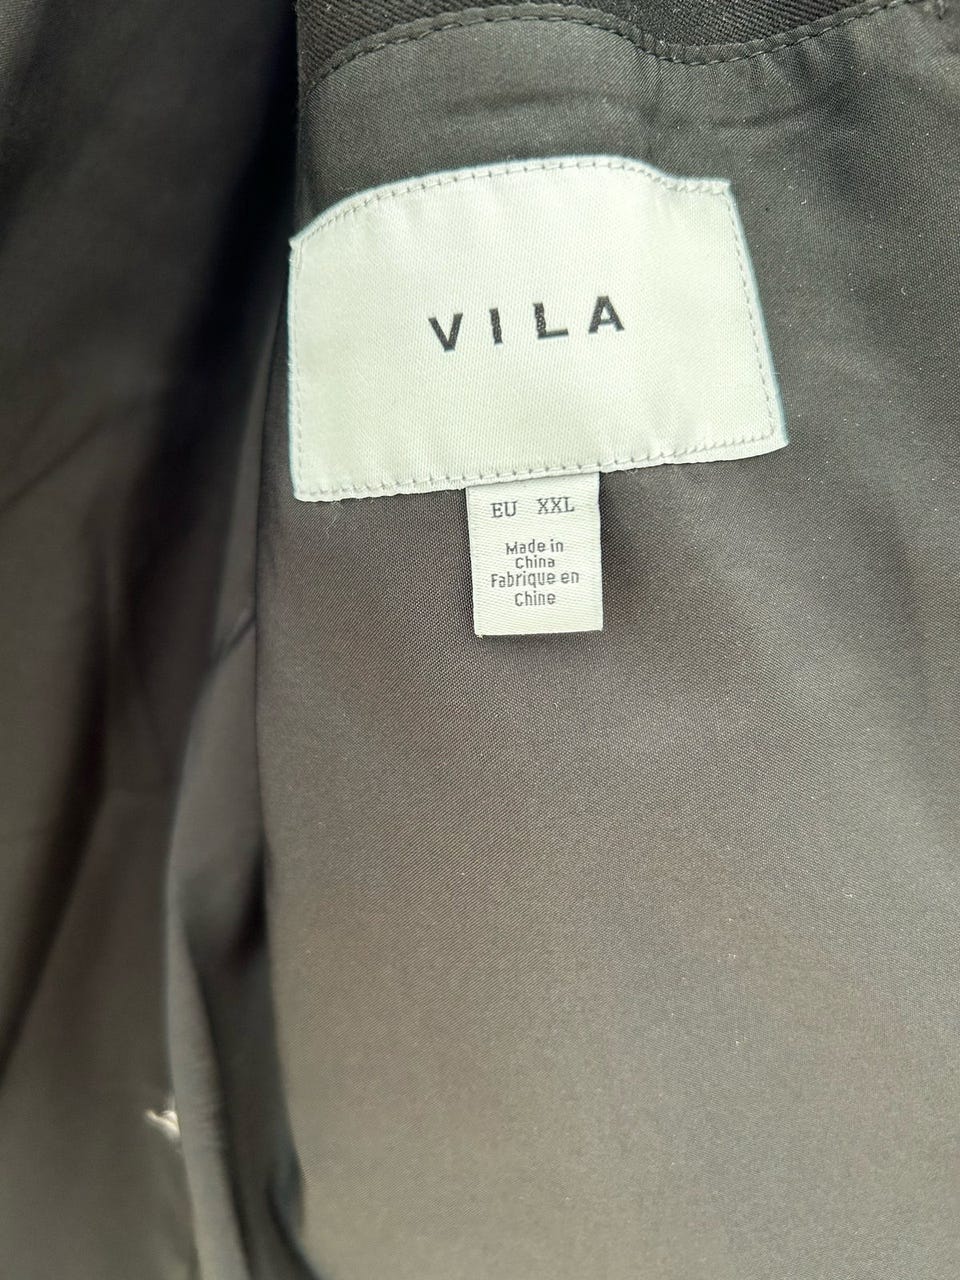 VILA
EU XXL
Made in
China
Fabrique en
Chine